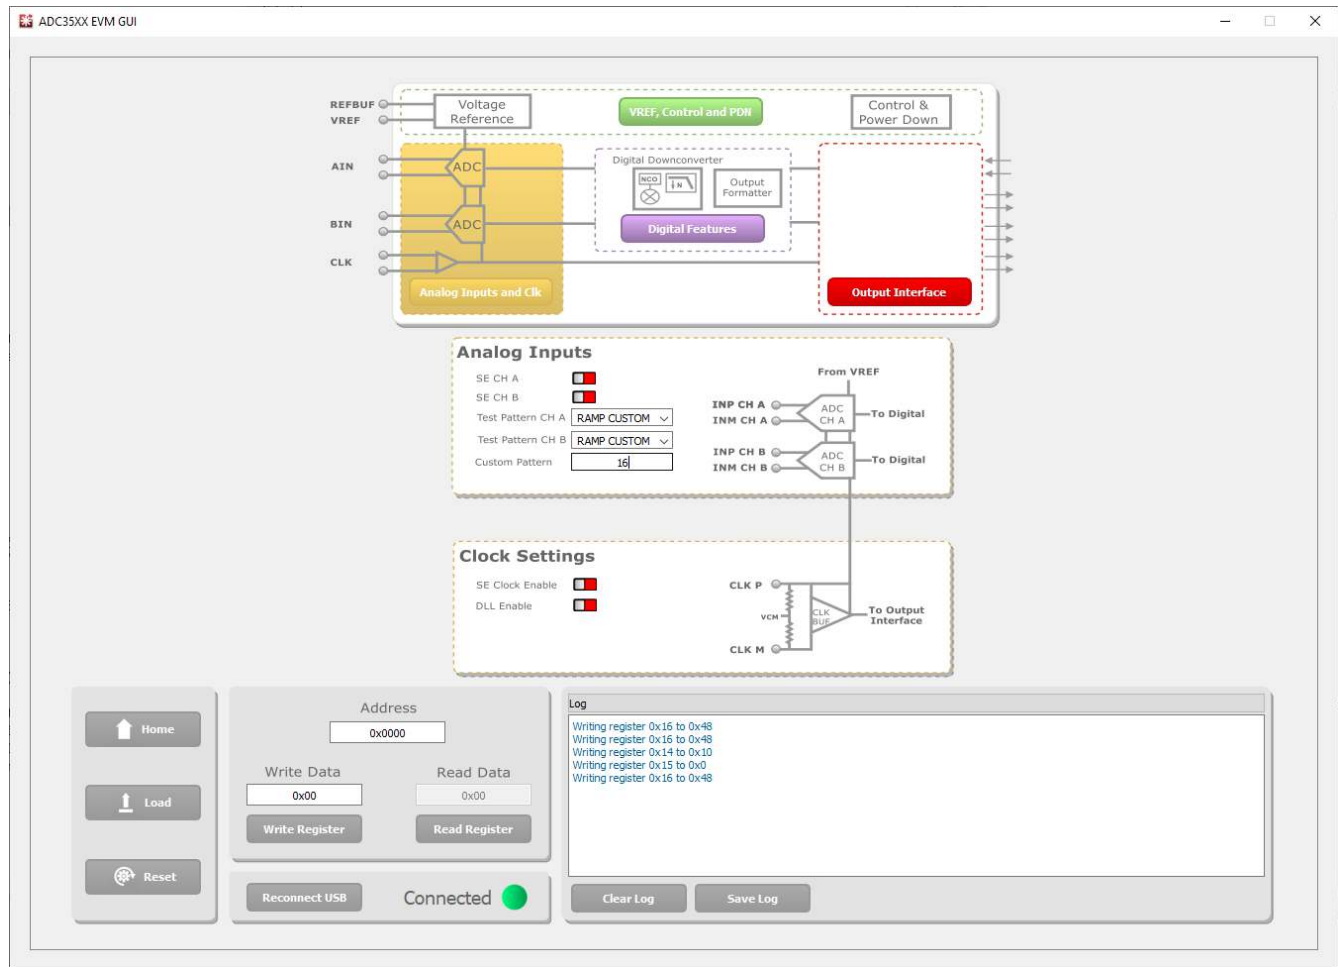 ADC35XX EVM GUI
REFBUF
VREF
Voltage
Reference
VREF, Control and PDN
Control &
Power Down
AIN
ADC
Digital Downconverter
NCO
N
Output
Formatter
BIN
ADC
Digital Features
CLK
Analog Inputs and Clk
Output Interface
Analog Inputs
SE CH A
SE CH B
Test Pattern CH A RAMP CUSTOM
Test Pattern CH B RAMP CUSTOM
Custom Pattern 16
From VREF
INP CH A
INM CH A
ADC
CH A
To Digital
INP CH B
INM CH B
ADC
CH B
To Digital
Clock Settings
SE Clock Enable
DLL Enable
CLK P
VCM
CLK
BUF
To Output
Interface
CLK M
Home
Load
Reset
Address
0x0000
Write Data
Read Data
0x00
0x00
Write Register
Read Register
Reconnect USB
Connected
Log
Writing register 0x16 to 0x48
Writing register 0x16 to 0x48
Writing register 0x14 to 0x10
Writing register 0x15 to 0x0
Writing register 0x16 to 0x48
Clear Log
Save Log